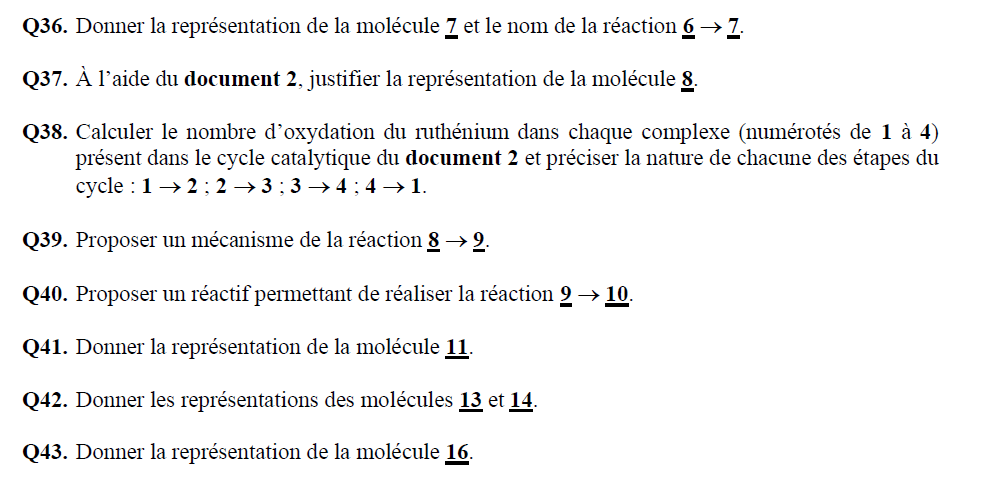 Q36. Donner la représentation de la molécule 7 et le nom de la réaction 6 → 7.
Q37. À l’aide du document 2, justifier la représentation de la molécule 8.
Q38. Calculer le nombre d’oxydation du ruthénium dans chaque complexe (numérotés de 1 à 4)
présent dans le cycle catalytique du document 2 et préciser la nature de chacune des étapes du
cycle : 1 → 2 ; 2 → 3 ; 3 → 4 ; 4 → 1.
Q39. Proposer un mécanisme de la réaction 8 → 9.
Q40. Proposer un réactif permettant de réaliser la réaction 9 → 10.
Q41. Donner la représentation de la molécule 11.
Q42. Donner les représentations des molécules 13 et 14.
Q43. Donner la représentation de la molécule 16.